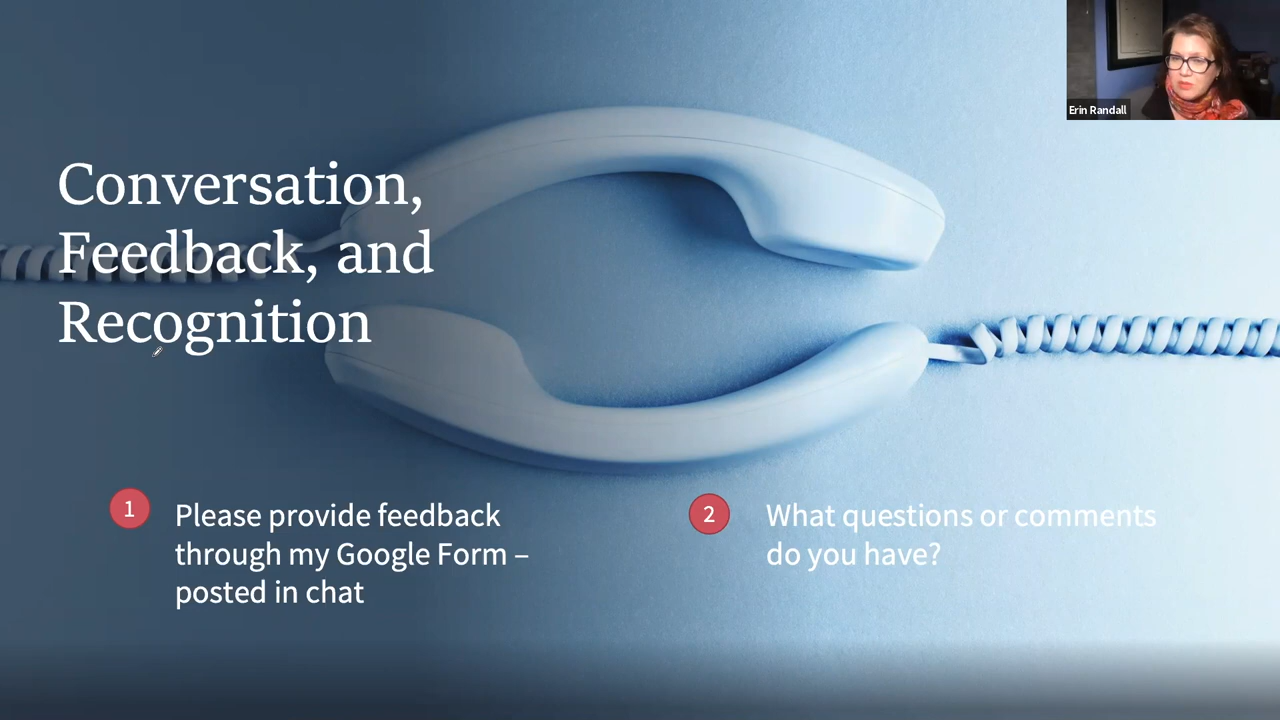 Erin Randall
Conversation,
Feedback, and
Recognition
1
Please provide feedback
through my Google Form –
posted in chat
2
What questions or comments
do you have?